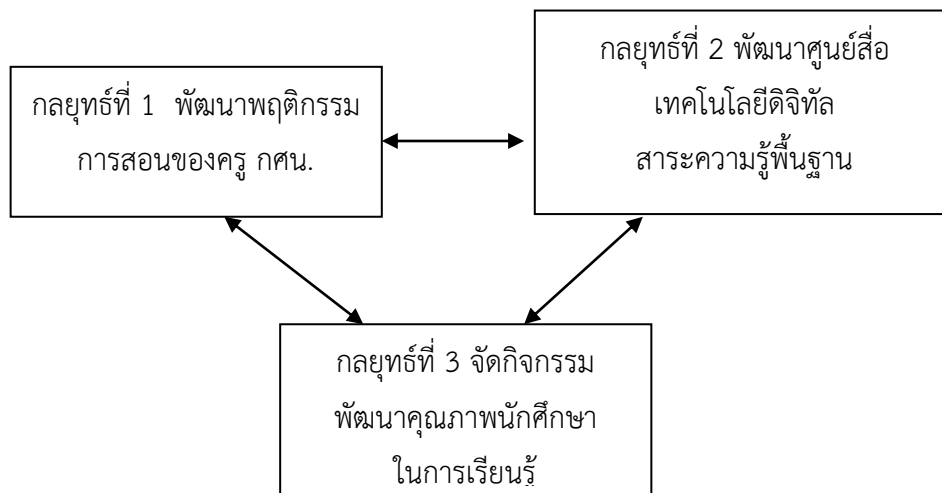 กลยุทธ์ที่ 1  พัฒนาพฤติกรรม
การสอนของครู กศน.
กลยุทธ์ที่ 2 พัฒนาศูนย์สื่อ
เทคโนโลยีดิจิทัล
สาระความรู้พื้นฐาน
กลยุทธ์ที่ 3 จัดกิจกรรม
พัฒนาคุณภาพนักศึกษา
ในการเรียนรู้